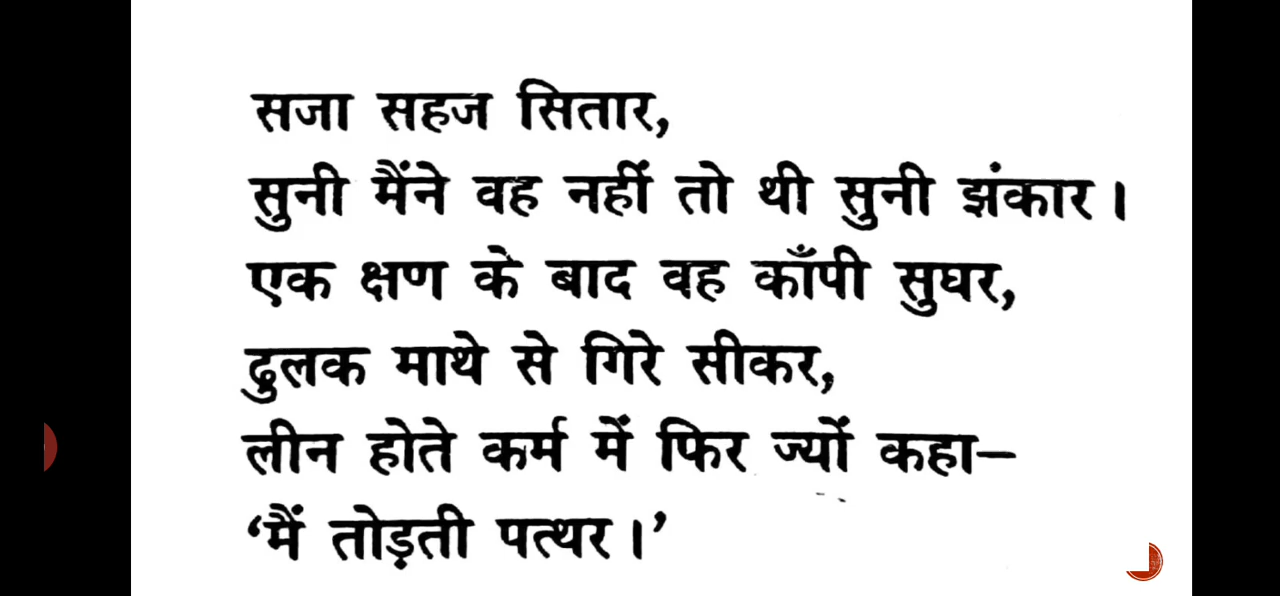 सजा सहज सितार,
सुनी मैंने वह नहीं तो थी सुनी झंकार।
एक क्षण के बाद वह काँपी सुघर,
ढुलक माथे से गिरे सीकर,
लीन होते कर्म में फिर ज्यों कहा–
‘मैं तोड़ती पत्थर।’